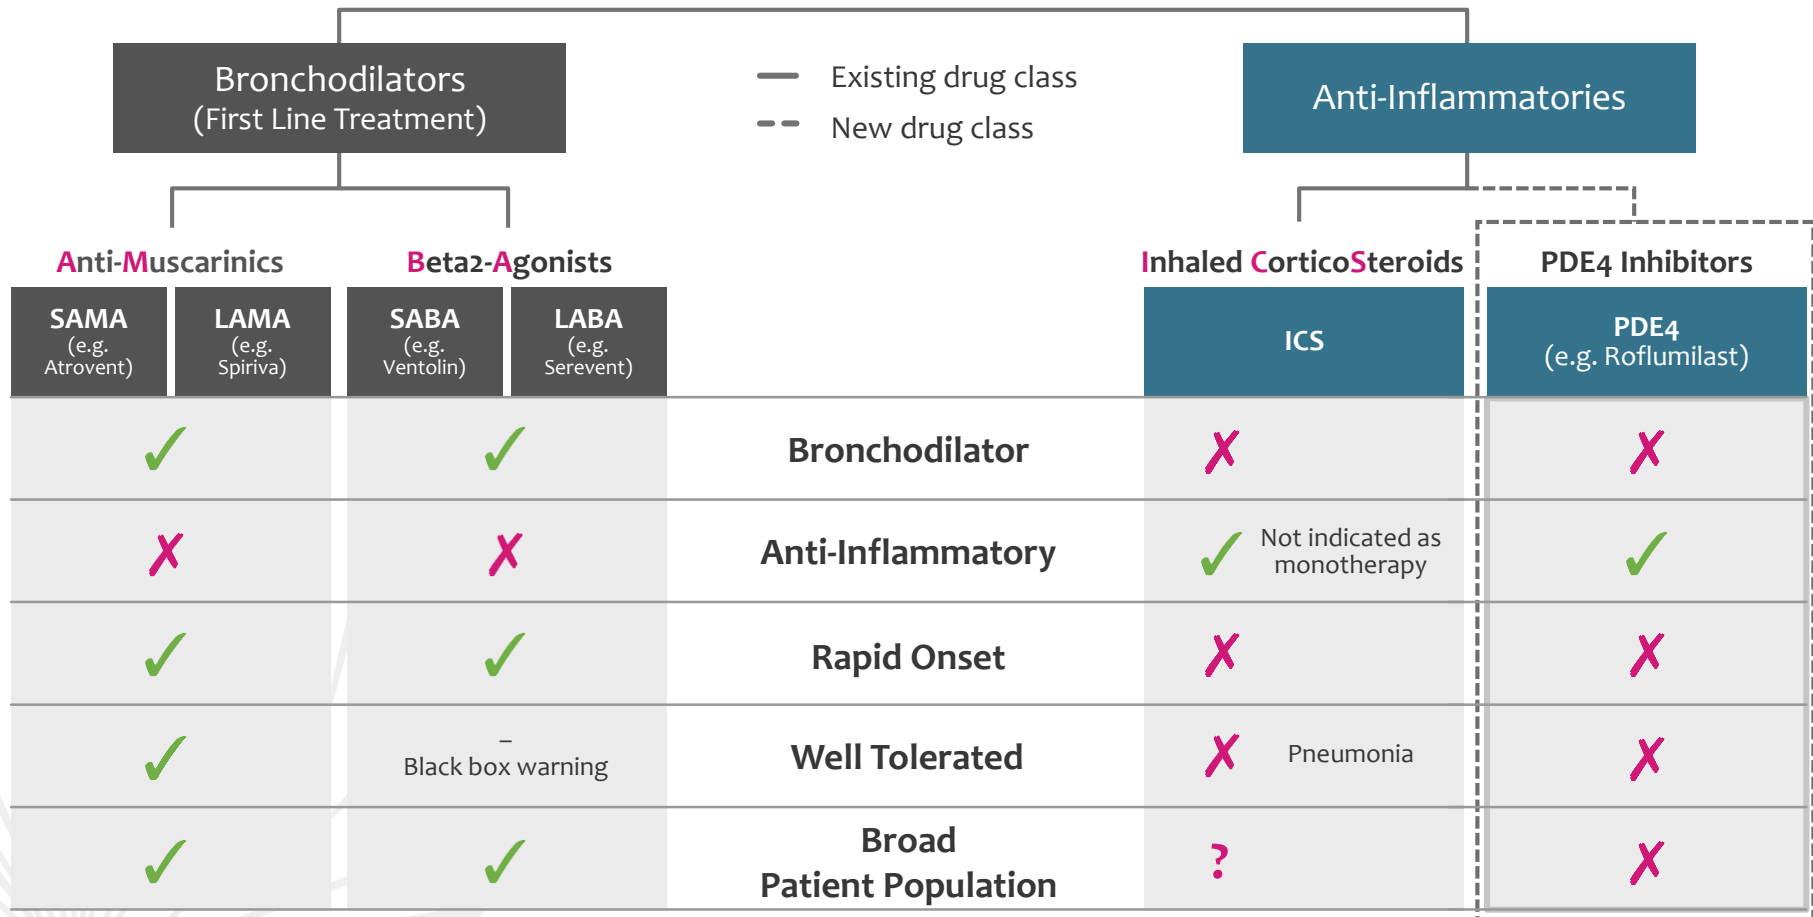 Bronchodilators
(First Line Treatment)
Existing drug class
New drug class
Anti-Inflammatories
Anti-Muscarinics
Beta2-Agonists
Inhaled CorticoSteroids
PDE4 Inhibitors
SAMA
(e.g.
Atrovent)
LAMA
(e.g.
Spiriva)
SABA
(e.g.
Ventolin)
LABA
(e.g.
Serevent)
ICS
PDE4
(e.g. Roflumilast)
✓
✓
Bronchodilator
✗
✗
✗
✗
Anti-Inflammatory
✓
Not indicated as
monotherapy
✓
✓
✓
Rapid Onset
✗
✗
✓
–
Black box warning
Well Tolerated
✗
Pneumonia
✗
✓
✓
Broad
Patient Population
?
✗